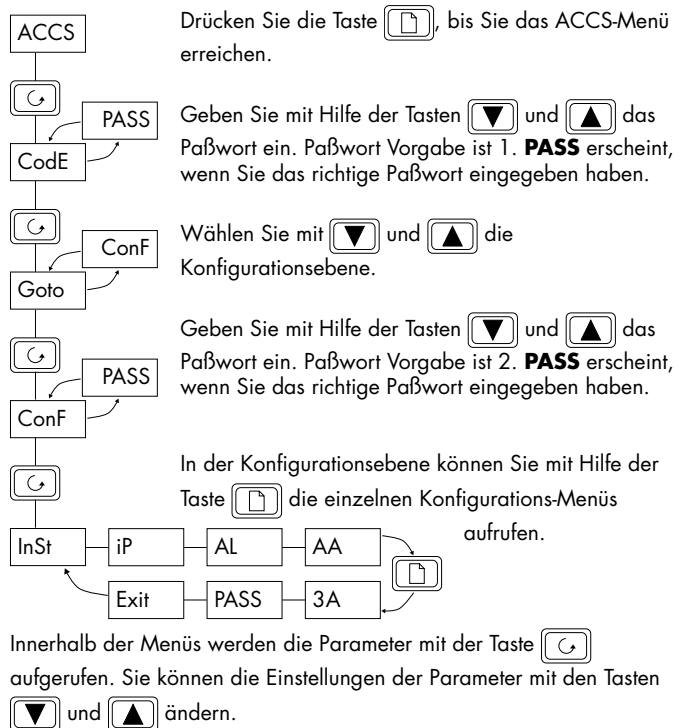 ACCS
Drücken Sie die Taste , bis Sie das ACCS-Menü
erreichen.
PASS
CodE
Geben Sie mit Hilfe der Tasten ▼ und ▲ das
Paßwort ein. Paßwort Vorgabe ist 1. PASS erscheint,
wenn Sie das richtige Paßwort eingegeben haben.
ConF
Goto
Wählen Sie mit ▼ und ▲ die
Konfigurationsebene.
PASS
ConF
Geben Sie mit Hilfe der Tasten ▼ und ▲ das
Paßwort ein. Paßwort Vorgabe ist 2. PASS erscheint,
wenn Sie das richtige Paßwort eingegeben haben.
In der Konfigurationsebene können Sie mit Hilfe der
Taste die einzelnen Konfigurations-Menüs
aufrufen.
InSt iP AL AA
Exit PASS 3A
Innerhalb der Menüs werden die Parameter mit der Taste
aufgerufen. Sie können die Einstellungen der Parameter mit den Tasten
▼ und ▲ ändern.